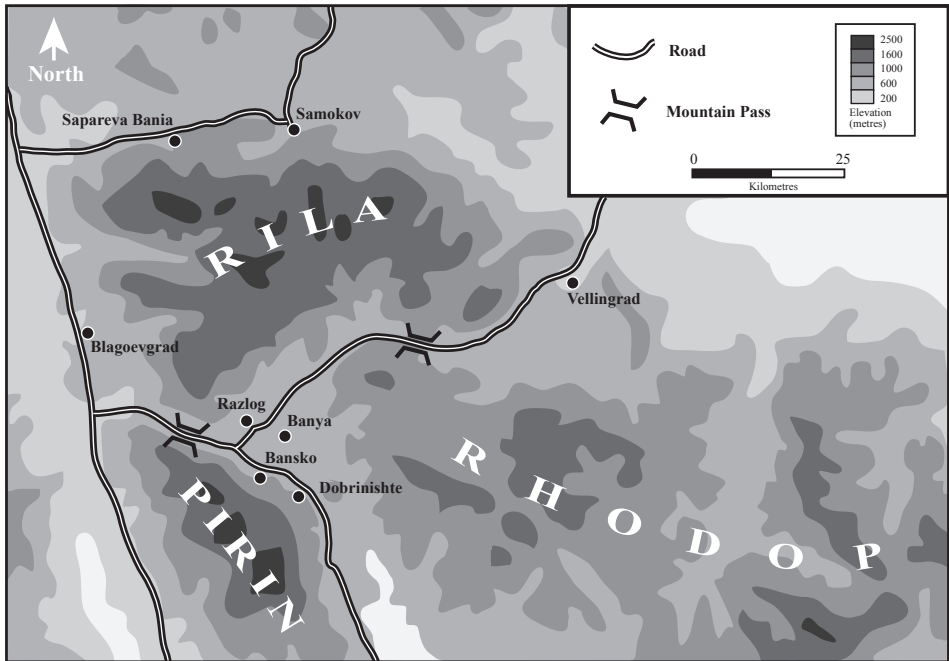 North
Road
Mountain Pass
2500
1600
1000
600
200
Elevation
(metres)
0 25
Kilometres
Sapareva Bania
Samokov
RILA
Vellingrad
Blagoevgrad
Razlog
Banya
Bansko
Dobrinishte
PIRIN
RHODOP